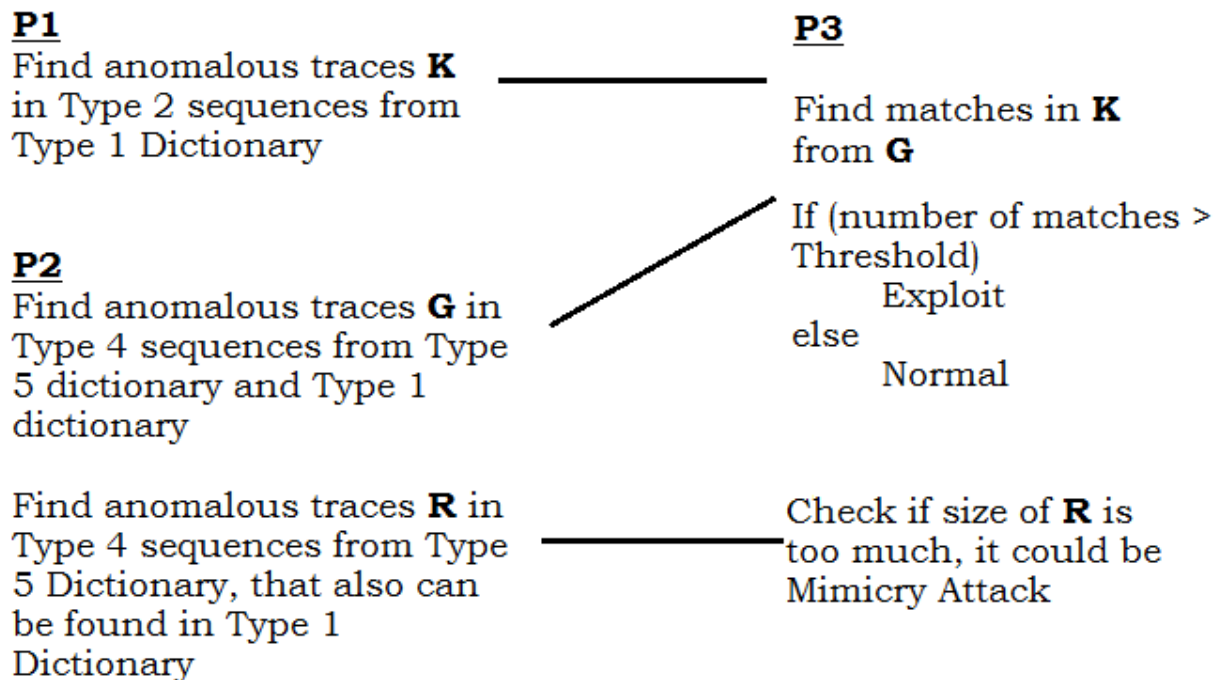 P1
Find anomalous traces K
in Type 2 sequences from
Type 1 Dictionary
P2
Find anomalous traces G in
Type 4 sequences from Type
5 dictionary and Type 1
dictionary
Find anomalous traces R in
Type 4 sequences from Type
5 Dictionary, that also can
be found in Type 1
Dictionary
P3
Find matches in K
from G
If (number of matches >
Threshold)
Exploit
else
Normal
Check if size of R is
too much, it could be
Mimicry Attack